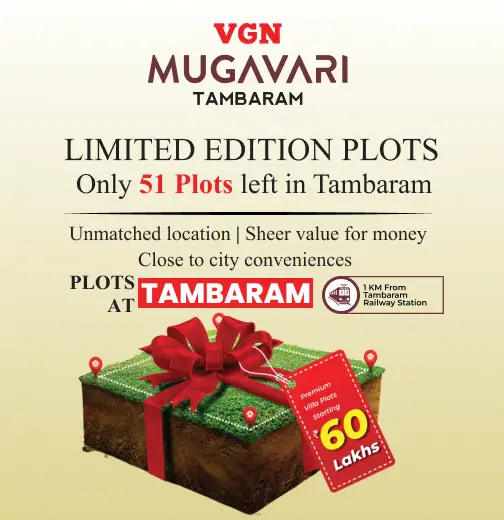 VGN
MUGAVARI
TAMBARAM
LIMITED EDITION PLOTS
Only 51 Plots left in Tambaram
Unmatched location | Sheer value for money
Close to city conveniences
PLOTS
AT
TAMBARAM
1 KM From
Tambaram
Railway Station
Premium
Villa Plots
Starting
₹ 60
Lakhs